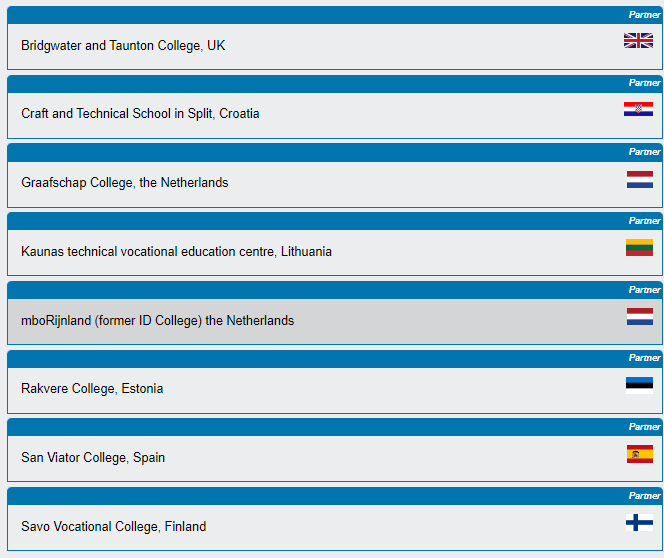 Partner
Bridgwater and Taunton College, UK
Partner
Craft and Technical School in Split, Croatia
Partner
Graafschap College, the Netherlands
Partner
Kaunas technical vocational education centre, Lithuania
Partner
mboRijnland (former ID College) the Netherlands
Partner
Rakvere College, Estonia
Partner
San Viator College, Spain
Partner
Savo Vocational College, Finland